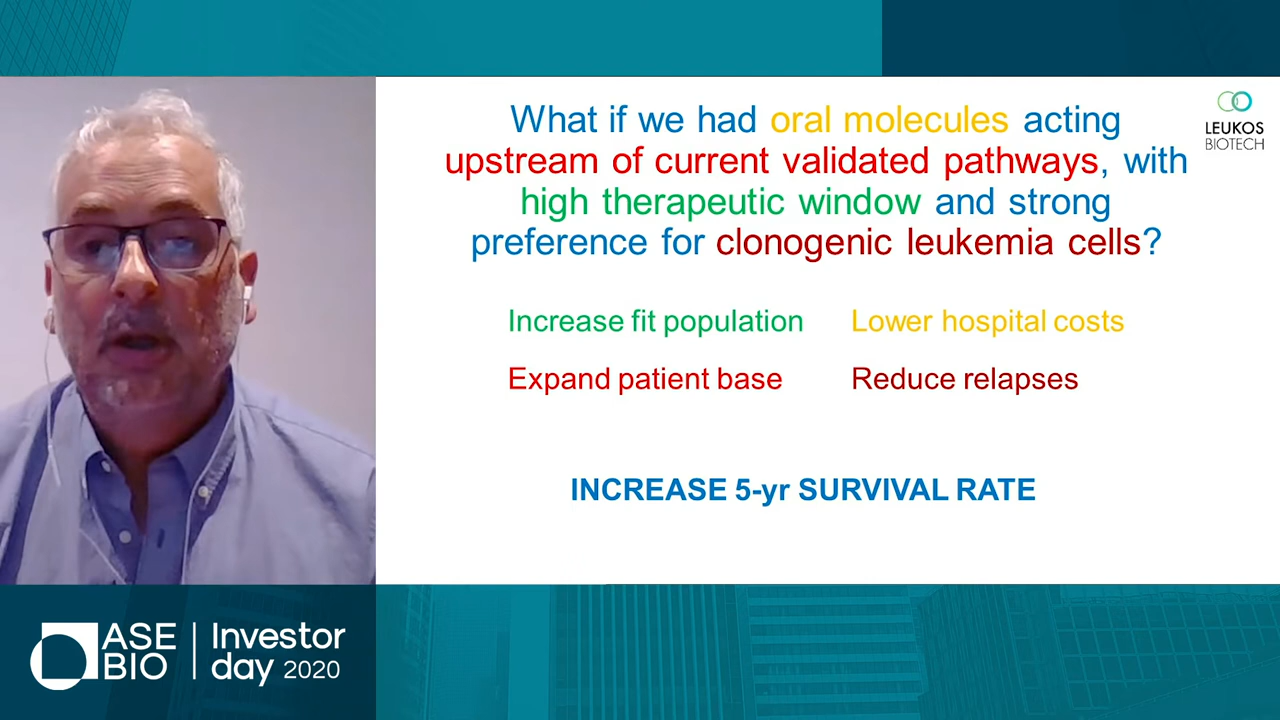 What if we had oral molecules acting
upstream of current validated pathways, with
high therapeutic window and strong
preference for clonogenic leukemia cells?
LEUKOS
BIOTECH
Increase fit population
Lower hospital costs
Expand patient base
Reduce relapses
INCREASE 5-yr SURVIVAL RATE
ASE
BIO
Investor
day 2020